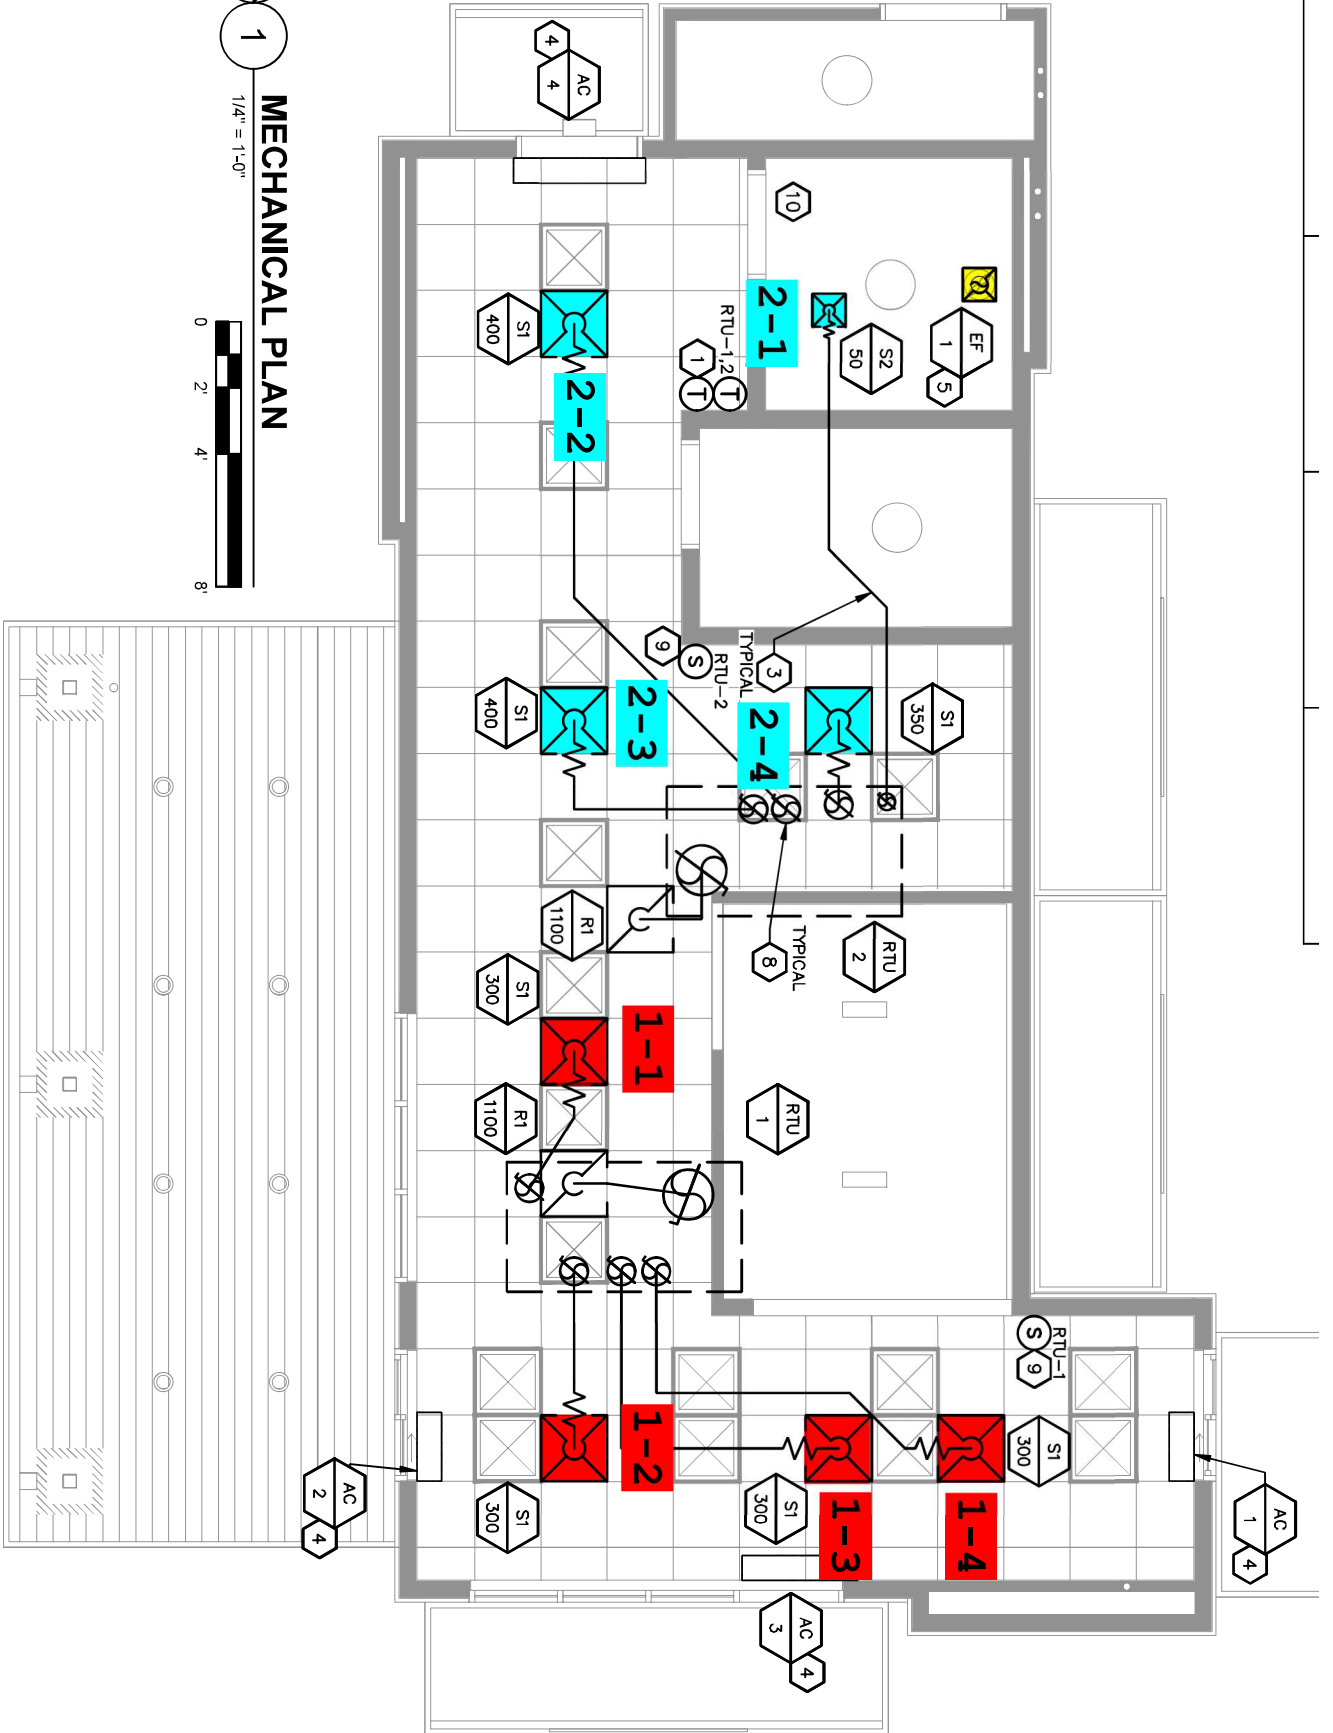 1
MECHANICAL PLAN
1/4" = 1'-0"
0
2'
4'
8'
AC
4
4
10
EF
1
5
S2
50
2-1
RTU-1,2
1
T
T
S1
400
2-2
3
TYPICAL
9
S
RTU-2
S1
350
2-4
2-3
S1
400
R1
1100
TYPICAL
8
RTU
2
S1
300
1-1
R1
1100
RTU
1
RTU-1
S
9
S1
300
1-2
S1
300
1-3
S1
300
1-4
AC
1
4
AC
2
4
AC
3
4